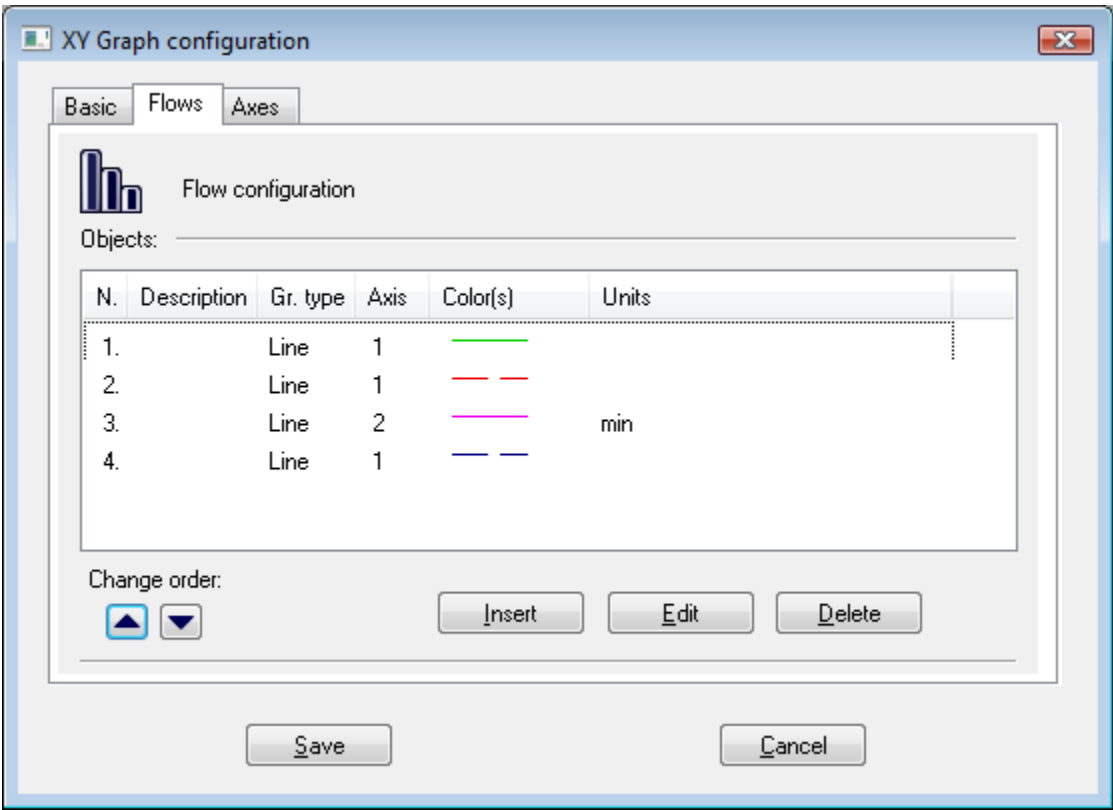 XY Graph configuration
Basic Flows Axes
Flow configuration
Objects:
N. Description Gr. type Axis Color(s) Units
1. Line 1
2. Line 1
3. Line 2 min
4. Line 1
Change order:
Insert Edit Delete
Save Cancel